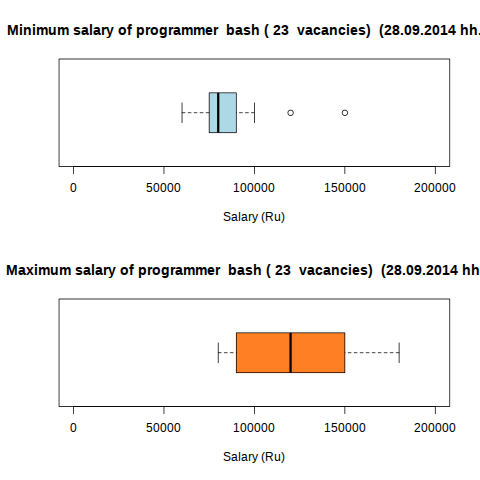 Minimum salary of programmer  bash ( 23  vacancies)  (28.09.2014 hh.
0 50000 100000 150000 200000
Salary (Ru)
Maximum salary of programmer  bash ( 23  vacancies)  (28.09.2014 hh
0 50000 100000 150000 200000
Salary (Ru)